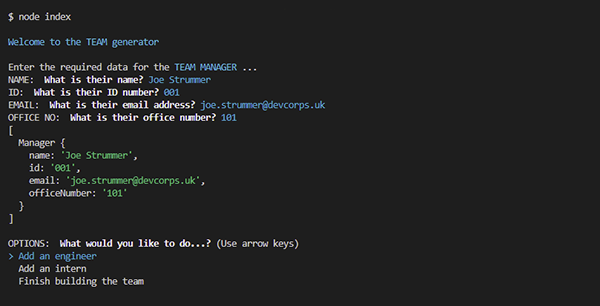 $ node index
Welcome to the TEAM generator
Enter the required data for the TEAM MANAGER ...
NAME:  What is their name? Joe Strummer
ID:  What is their ID number? 001
EMAIL:  What is their email address? joe.strummer@devcorps.uk
OFFICE NO:  What is their office number? 101
[
  Manager {
    name: 'Joe Strummer',
    id: '001',
    email: 'joe.strummer@devcorps.uk',
    officeNumber: '101'
  }
]
OPTIONS:  What would you like to do...? (Use arrow keys)
> Add an engineer
  Add an intern
  Finish building the team